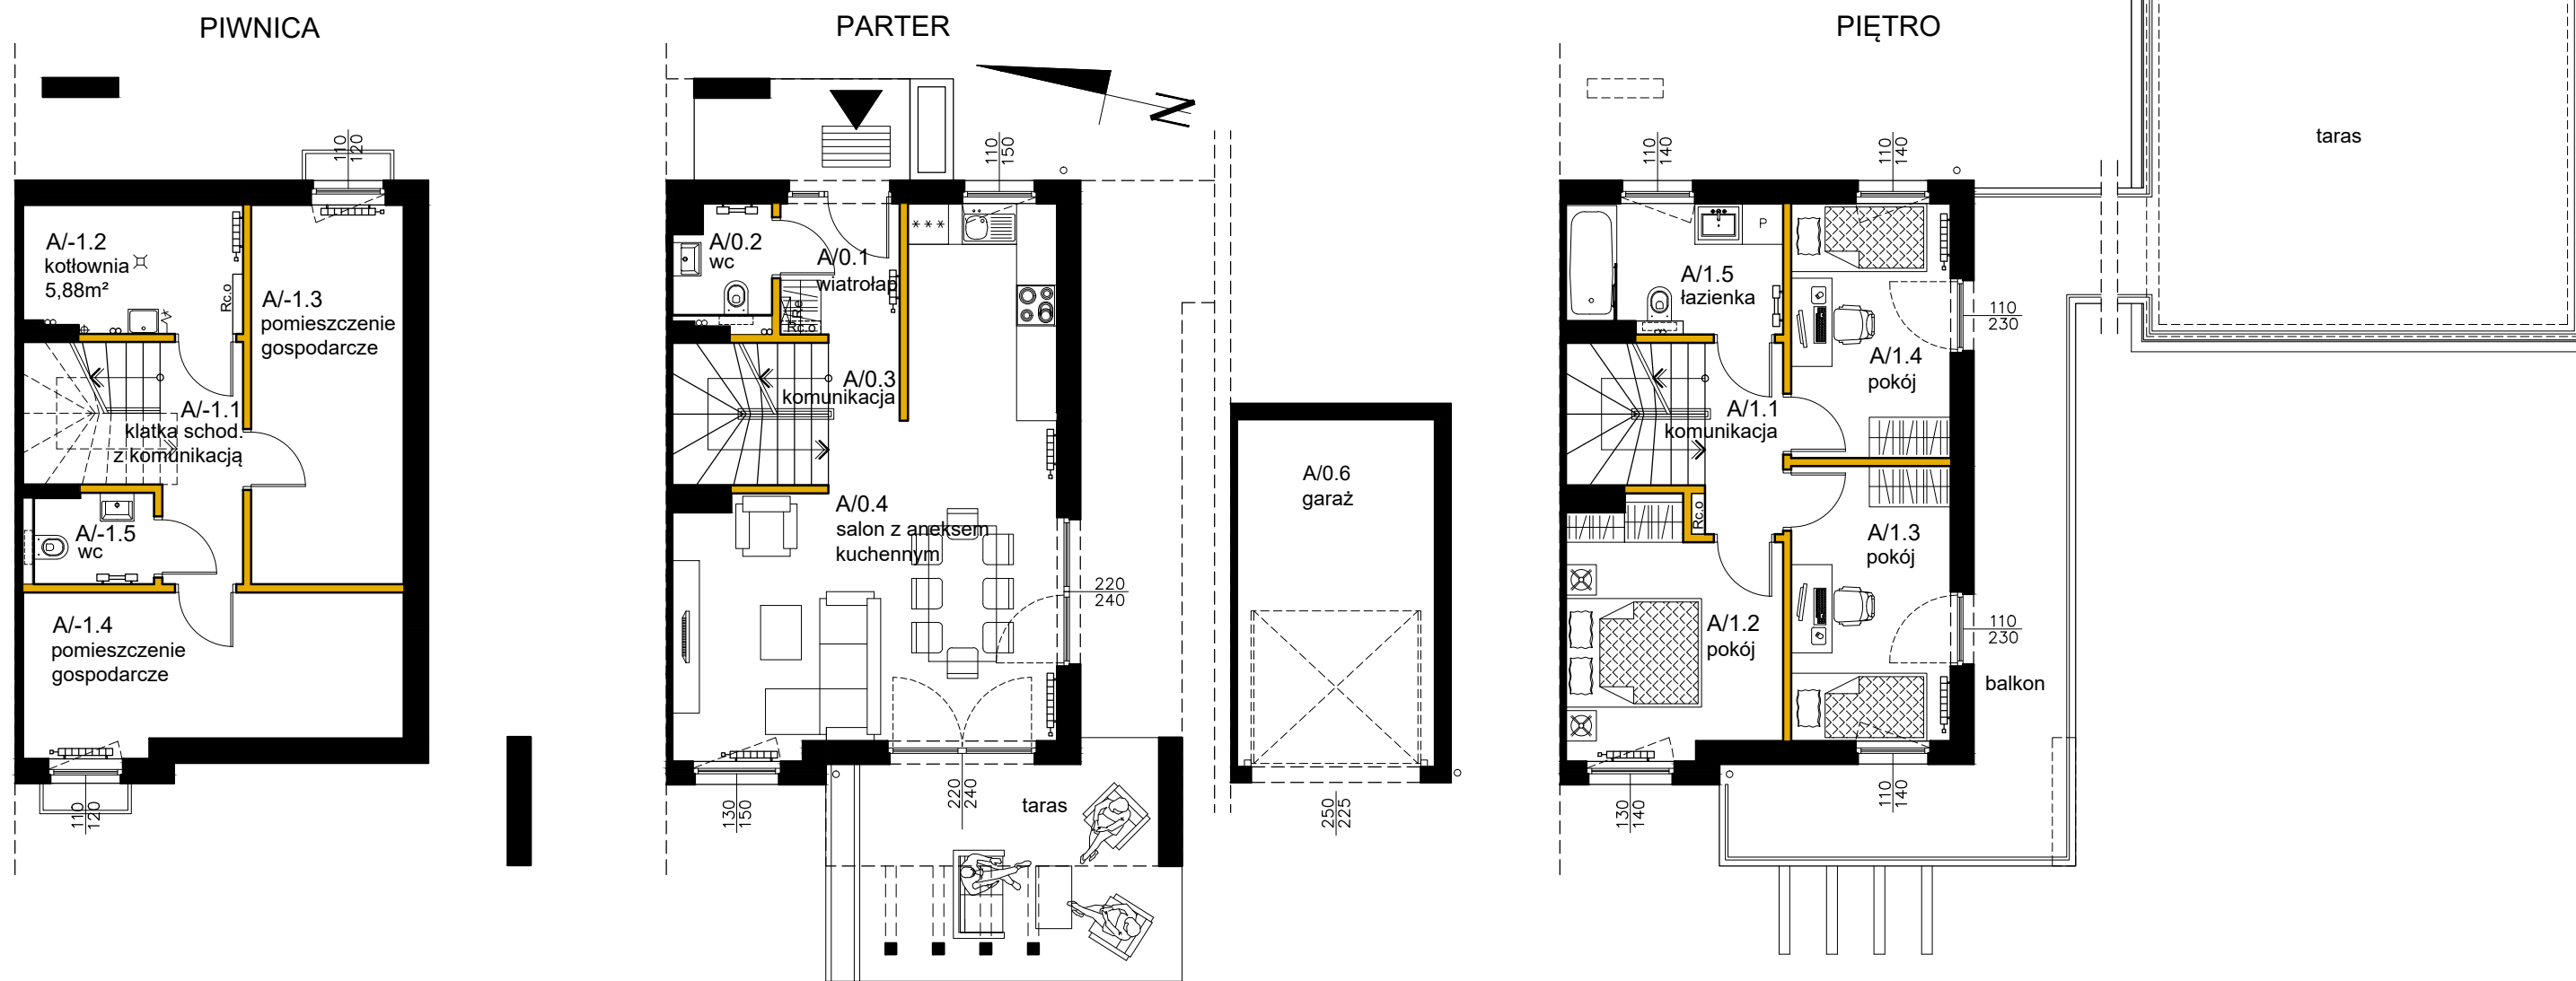 PIWNICA
110
120
A/-1.2
kotłownia
5,88m²
Rc.o
A/-1.3
pomieszczenie
gospodarcze
A/-1.1
klatka schod.
z komunikacją
A/-1.5
wc
A/-1.4
pomieszczenie
gospodarcze
110
120
PARTER
N
110
150
A/0.2
wc
A/0.1
wiatrołap
Rc.o
A/0.3
komunikacja
A/0.4
salon z aneksem
kuchennym
220
240
130
150
220
240
taras
A/0.6
garaż
250
225
PIĘTRO
taras
110
140
110
140
P
A/1.5
łazienka
110
230
A/1.4
pokój
A/1.1
komunikacja
Rc.o
A/1.3
pokój
A/1.2
pokój
110
230
balkon
130
140
110
140